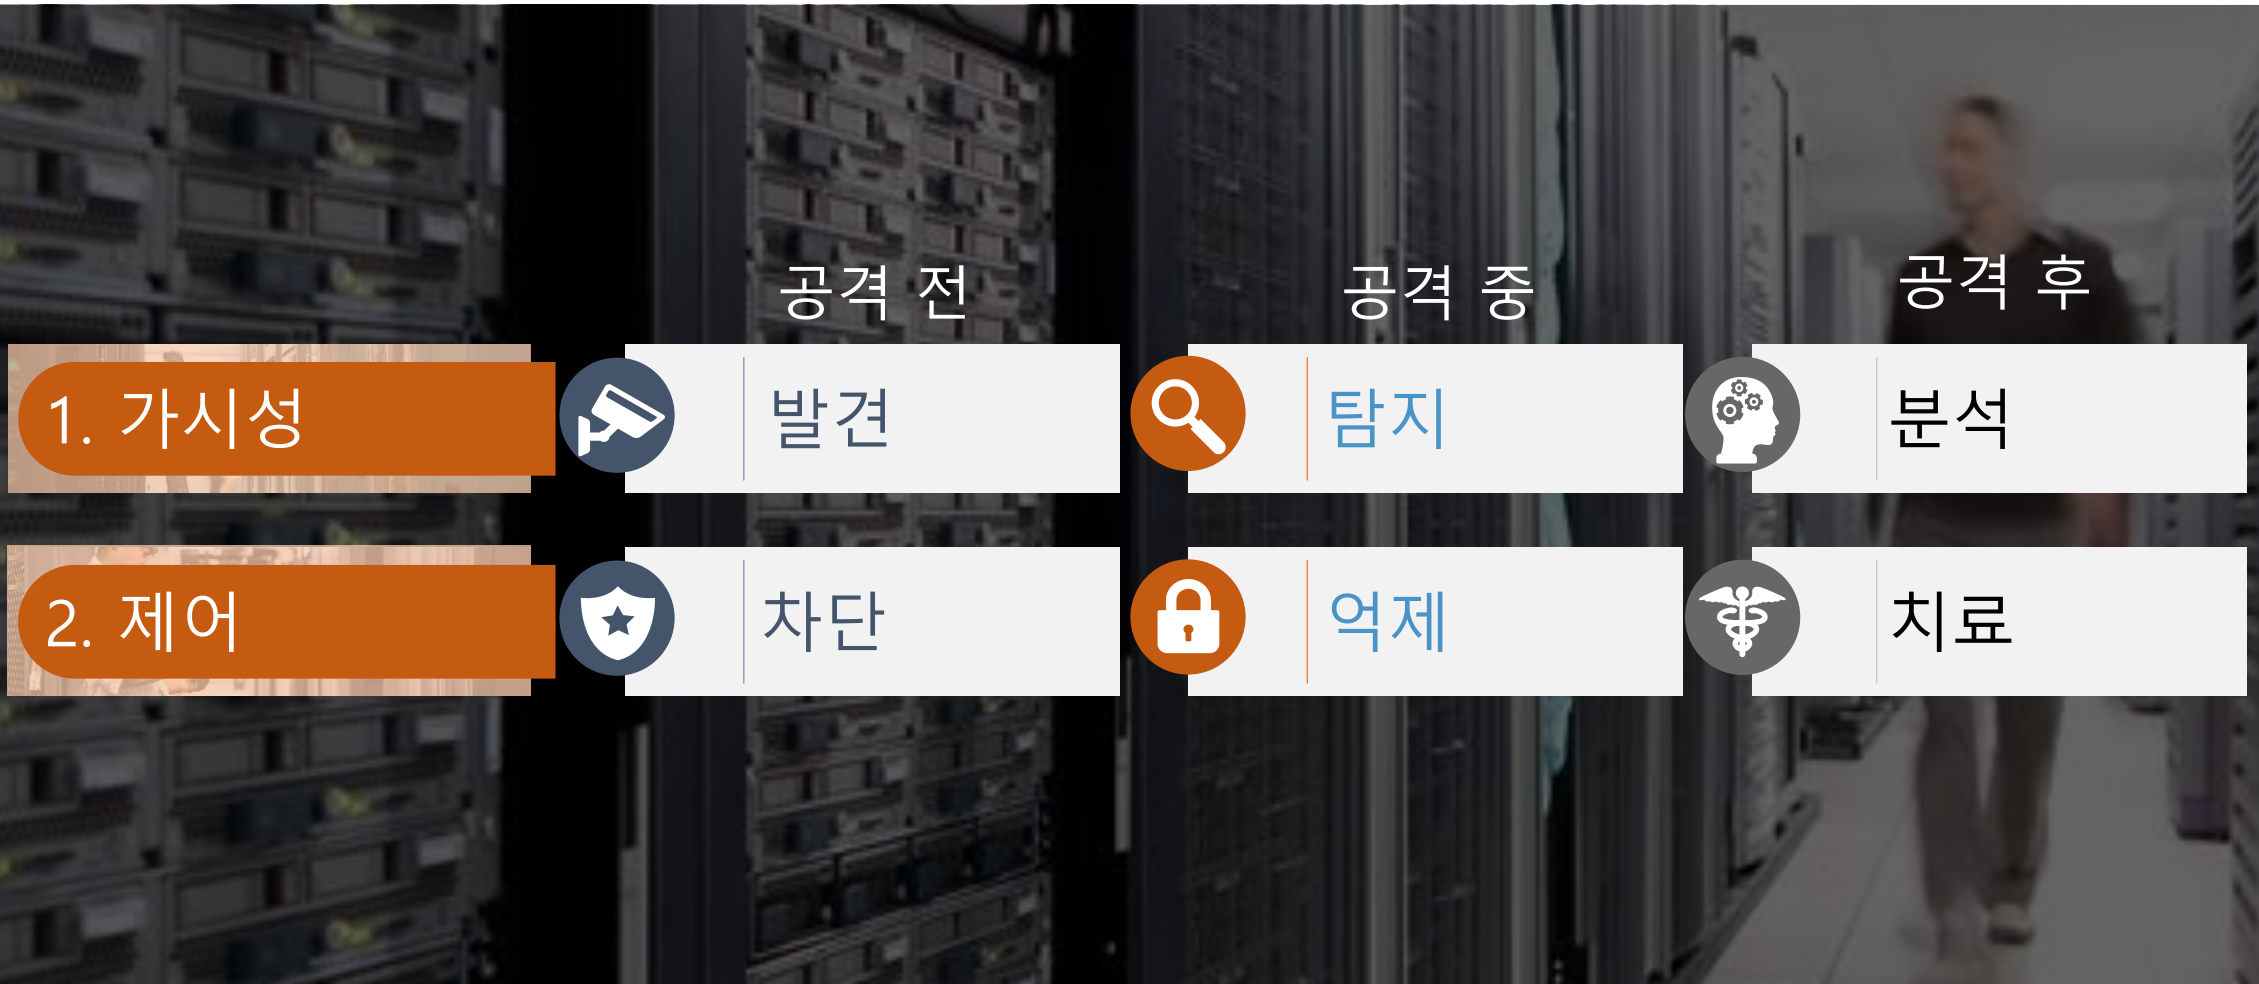 공격 전
공격 중
공격 후
1. 가시성
발견
탐지
분석
2. 제어
차단
억제
치료